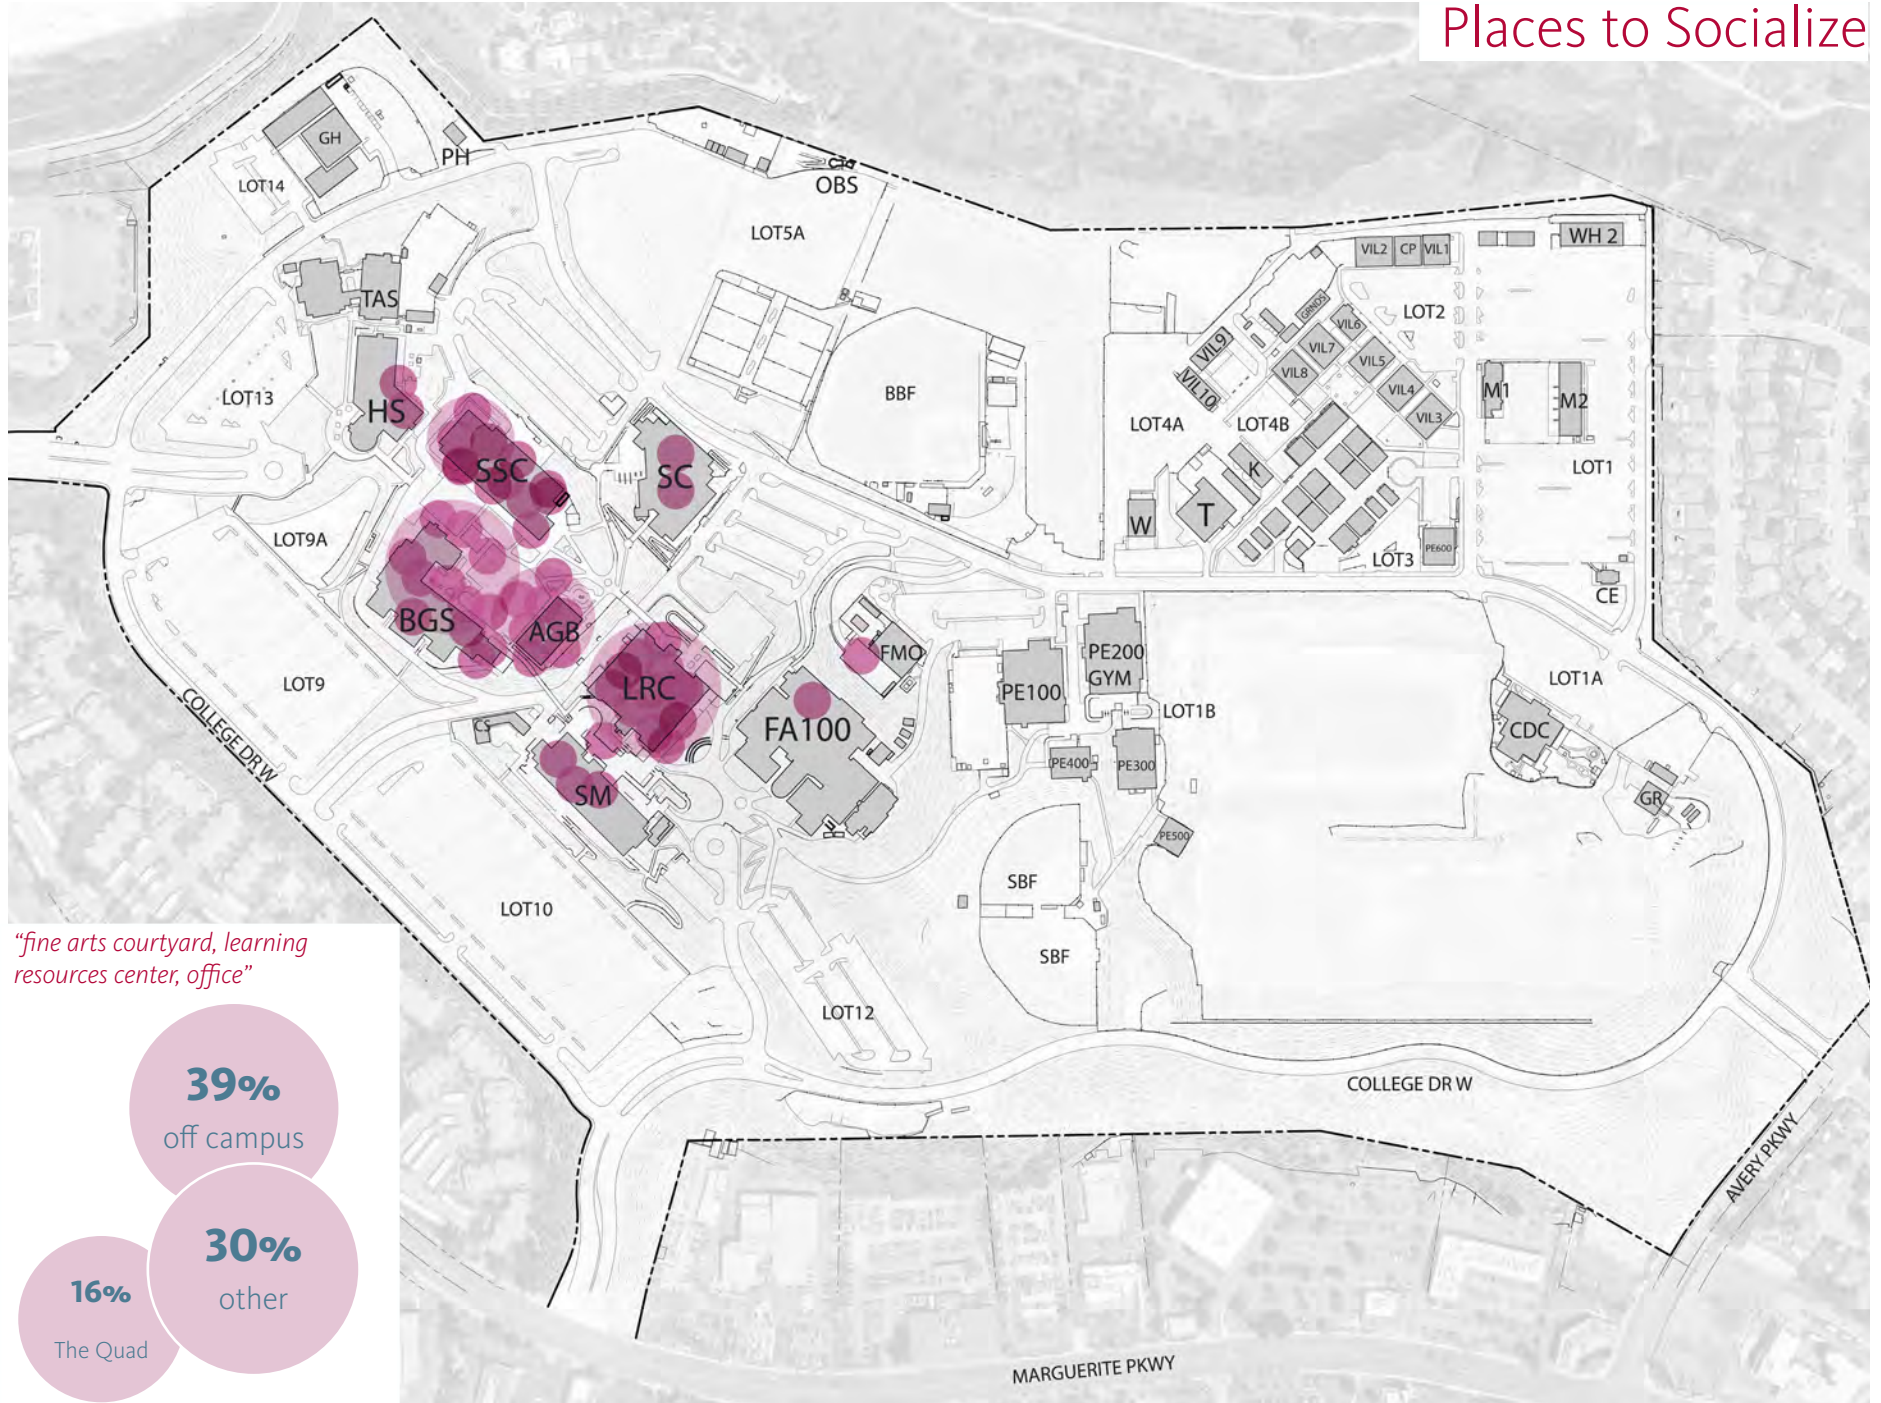 Places to Socialize
GH
PH
LOT14
OBS
LOT5A
TAS
LOT13
HS
SSC
SC
BBF
LOT9A
BGS
AGB
LRC
FMO
FA100
SM
LOT9
COLLEGE DR W
LOT10
LOT12
WH 2
VIL2
CP
VIL1
LOT2
GRNDS
VIL6
VIL7
VIL5
VIL8
VIL4
VIL3
VIL9
VIL10
LOT4A
LOT4B
K
W
T
M1
M2
LOT1
PE600
LOT3
CE
PE200
GYM
PE100
LOT1B
PE400
PE300
PE500
LOT1A
CDC
GR
SBF
SBF
COLLEGE DR W
AVERY PKWY
MARGUERITE PKWY
“fine arts courtyard, learning
resources center, office”
39%
off campus
30%
other
16%
The Quad